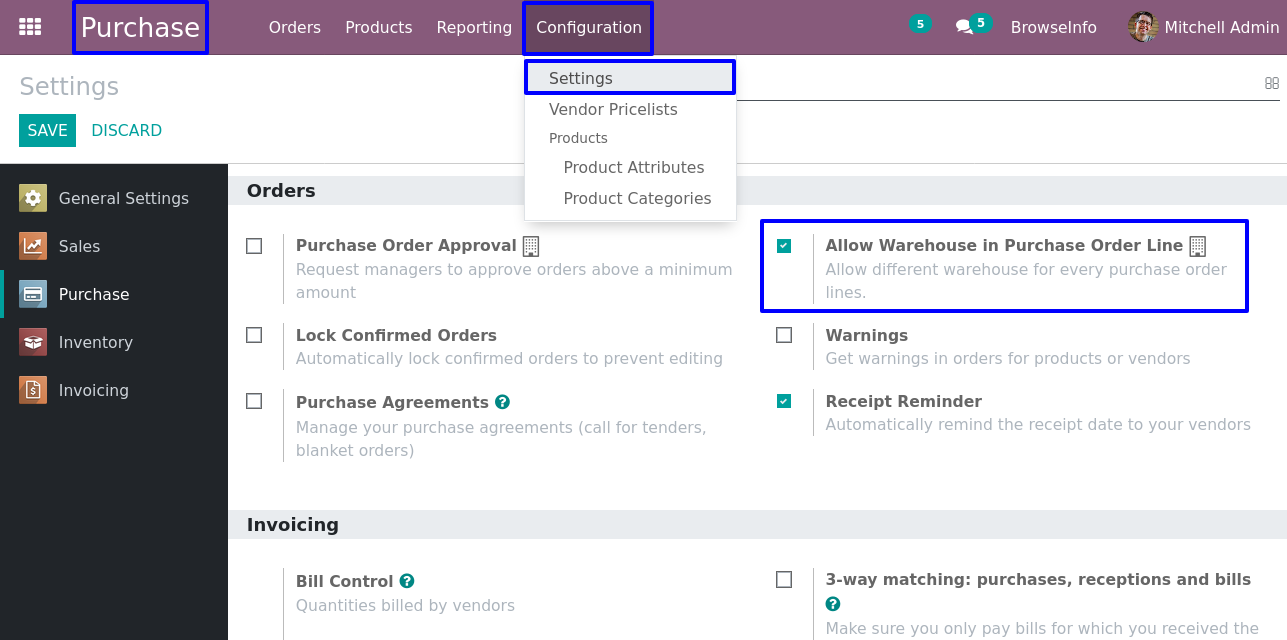 Purchase Orders Products Reporting Configuration 5 5 BrowseInfo Mitchell Admin
Settings
SAVE DISCARD
Settings
Vendor Pricelists
Products
Product Attributes
Product Categories
General Settings
Sales
Purchase
Inventory
Invoicing
Orders
Purchase Order Approval
Request managers to approve orders above a minimum
amount
Allow Warehouse in Purchase Order Line
Allow different warehouse for every purchase order
lines.
Lock Confirmed Orders
Automatically lock confirmed orders to prevent editing
Warnings
Get warnings in orders for products or vendors
Purchase Agreements ?
Manage your purchase agreements (call for tenders,
blanket orders)
Receipt Reminder
Automatically remind the receipt date to your vendors
Invoicing
Bill Control ?
Quantities billed by vendors
3-way matching: purchases, receptions and bills
?
Make sure you only pay bills for which you received the